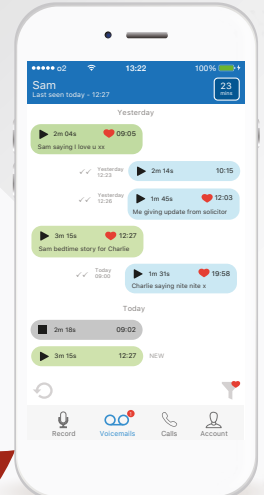 o2 13:22 100%
Sam
Last seen today - 12:27
23
mins
Yesterday
2m 04s 09:05
Sam saying I love u xx
Yesterday
12:23
2m 14s 10:15
Yesterday
12:26
1m 45s 12:03
Me giving update from solicitor
3m 15s 12:27
Sam bedtime story for Charlie
Today
09:00
1m 31s 19:58
Charlie saying nite nite x
Today
2m 18s 09:02
3m 15s 12:27 NEW
1
Record Voicemails Calls Account